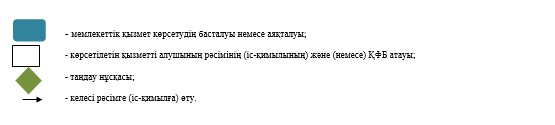 - мемлекеттік қызмет көрсетудің басталуы немесе аяқталуы;
- көрсетілетін қызметті алушының рәсімінің (іс-қимылының) және (немесе) ҚФБ атауы;
- таңдау нұсқасы;
- келесі рәсімге (іс-қимылға) өту.